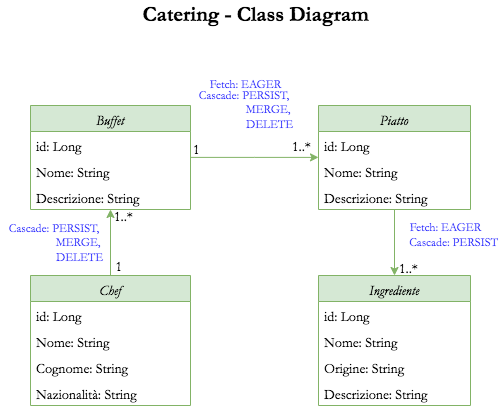 Catering - Class Diagram
Fetch: EAGER
Cascade: PERSIST,
MERGE,
DELETE
Buffet
id: Long
Nome: String
Descrizione: String
1
1..*
Piatto
id: Long
Nome: String
Descrizione: String
1..*
Cascade: PERSIST,
MERGE,
DELETE
1
Fetch: EAGER
Cascade: PERSIST
1..*
Chef
id: Long
Nome: String
Cognome: String
Nazionalità: String
Ingrediente
id: Long
Nome: String
Origine: String
Descrizione: String